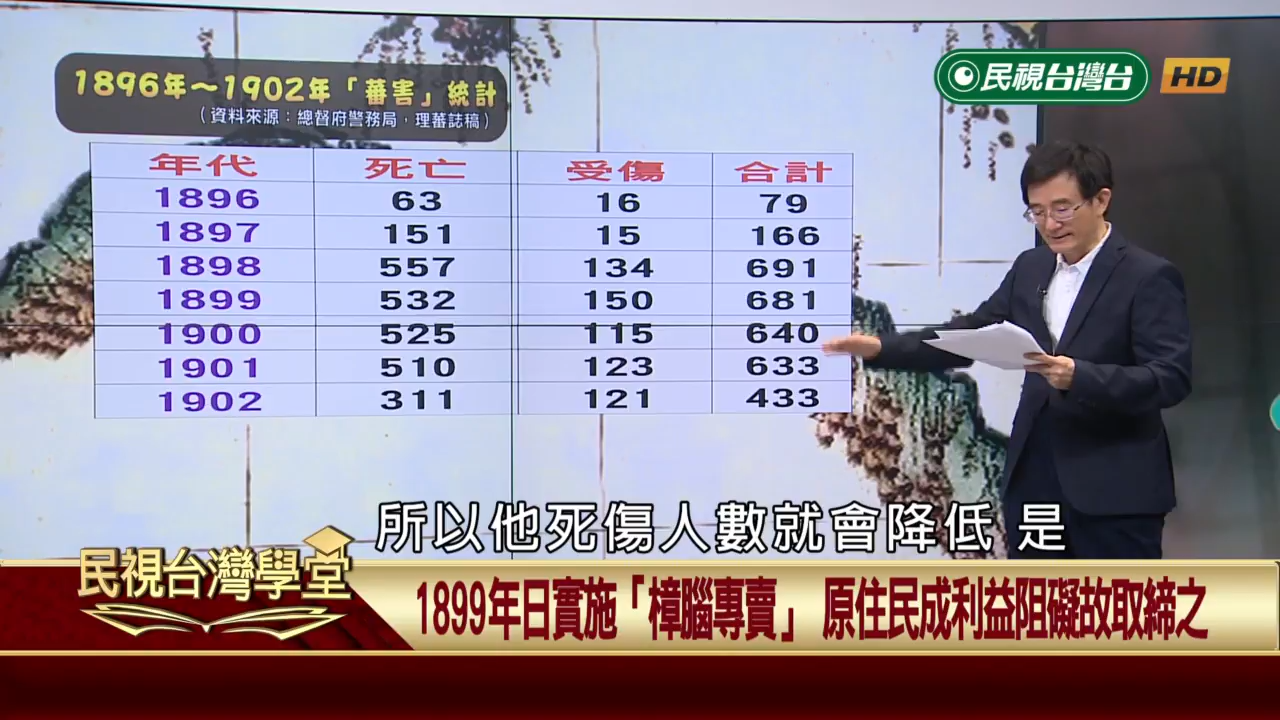 1896年～1902年「蕃害」統計
（資料來源：總督府警務局，理蕃誌稿）
民視台灣台 HD
年代 死亡 受傷 合計
1896 63 16 79
1897 151 15 166
1898 557 134 691
1899 532 150 681
1900 525 115 640
1901 510 123 633
1902 311 121 433
所以他死傷人數就會降低 是
民視台灣學堂
1899年日實施「樟腦專賣」 原住民成利益阻礙故取締之